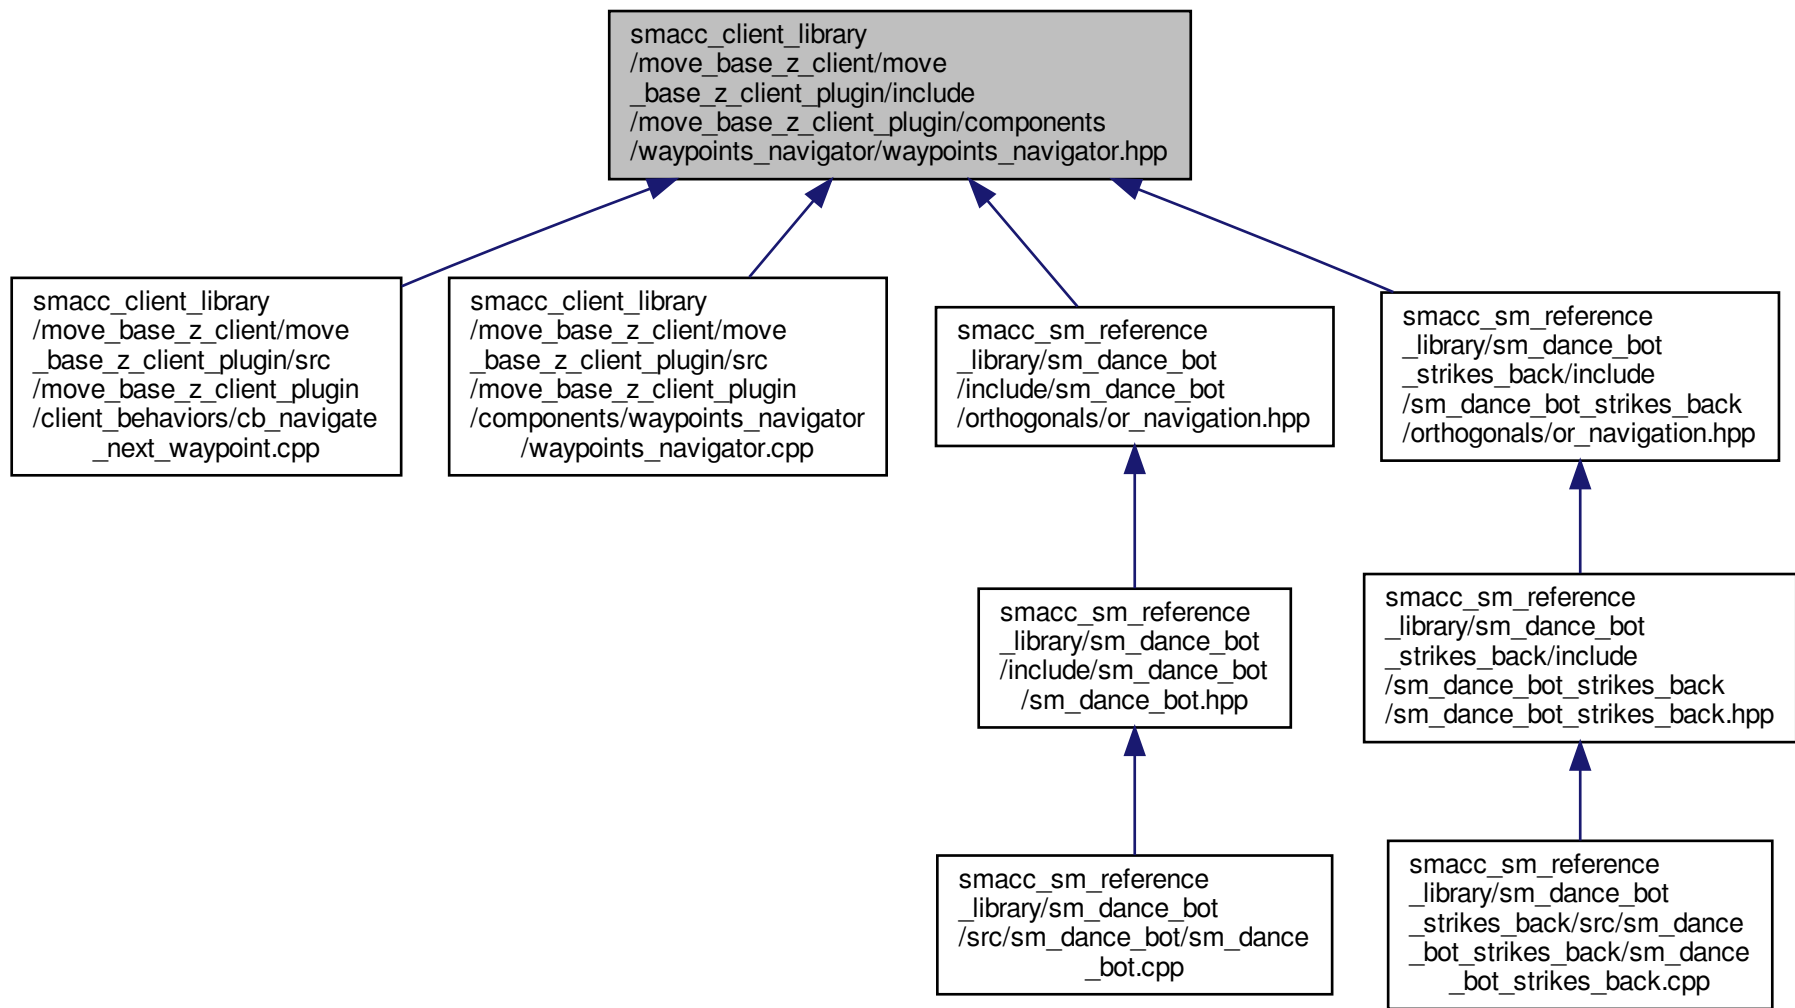 smacc_client_library
/move_base_z_client/move
_base_z_client_plugin/include
/move_base_z_client_plugin/components
/waypoints_navigator/waypoints_navigator.hpp
smacc_client_library
/move_base_z_client/move
_base_z_client_plugin/src
/move_base_z_client_plugin
/client_behaviors/cb_navigate
_next_waypoint.cpp
smacc_client_library
/move_base_z_client/move
_base_z_client_plugin/src
/move_base_z_client_plugin
/components/waypoints_navigator
/waypoints_navigator.cpp
smacc_sm_reference
_library/sm_dance_bot
/include/sm_dance_bot
/orthogonals/or_navigation.hpp
smacc_sm_reference
_library/sm_dance_bot
_strikes_back/include
/sm_dance_bot_strikes_back
/orthogonals/or_navigation.hpp
smacc_sm_reference
_library/sm_dance_bot
/include/sm_dance_bot
/sm_dance_bot.hpp
smacc_sm_reference
_library/sm_dance_bot
_strikes_back/include
/sm_dance_bot_strikes_back
/sm_dance_bot_strikes_back.hpp
smacc_sm_reference
_library/sm_dance_bot
/src/sm_dance_bot/sm_dance
_bot.cpp
smacc_sm_reference
_library/sm_dance_bot
_strikes_back/src/sm_dance
_bot_strikes_back/sm_dance
_bot_strikes_back.cpp